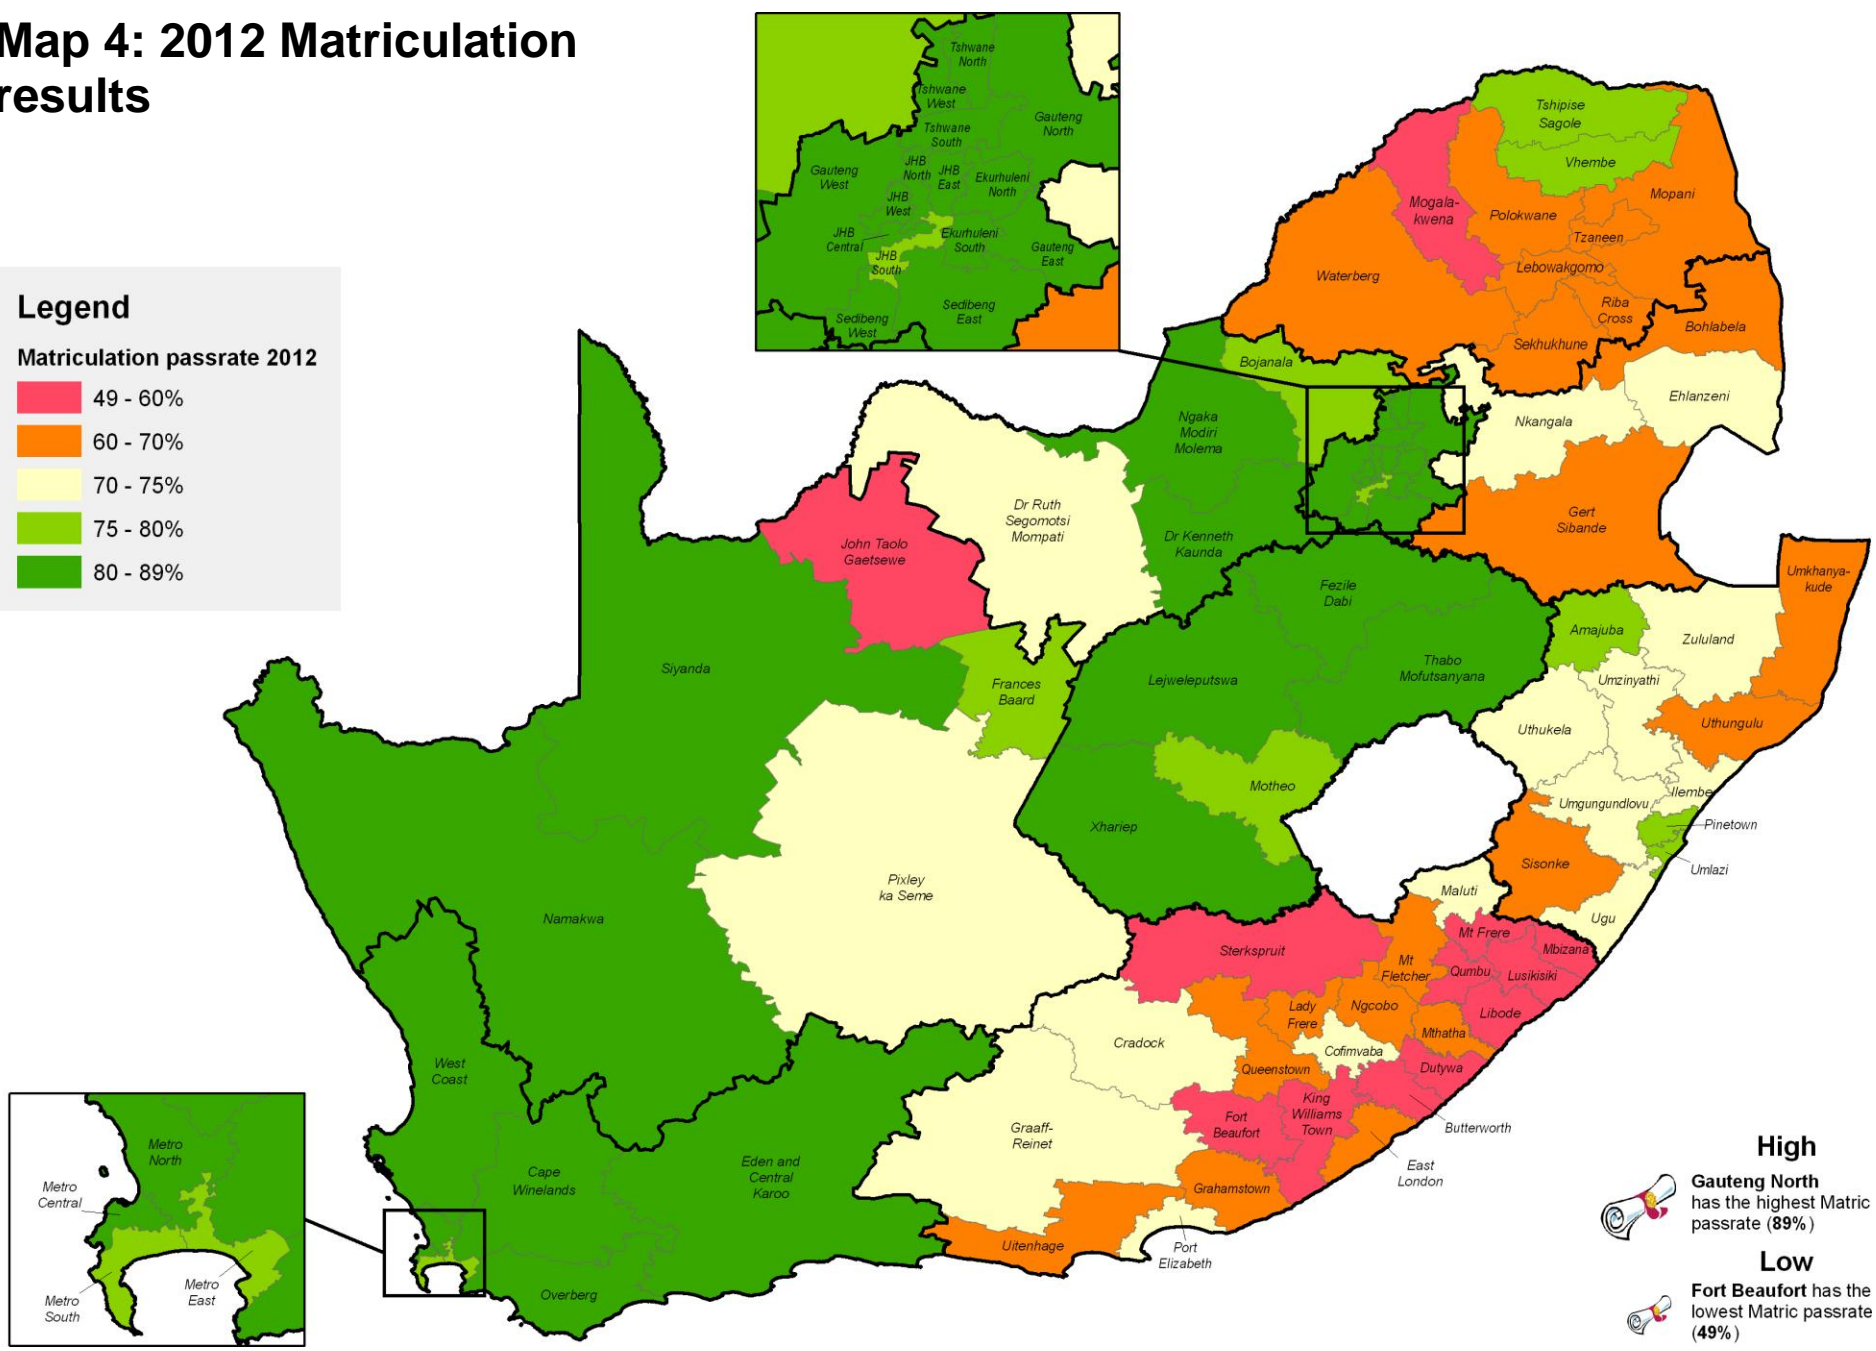 Map 4: 2012 Matriculation
results
Legend
Matriculation passrate 2012
49 - 60%
60 - 70%
70 - 75%
75 - 80%
80 - 89%
Tshwane
North
Tshwane
West
Gauteng
North
Tshwane
South
Gauteng
West
JHB
North
JHB
East
Ekurhuleni
North
JHB
West
JHB
Central
Ekurhuleni
South
Gauteng
East
JHB
South
Sedibeng
East
Sedibeng
West
Tshipise
Sagole
Vhembe
Mopani
Mogala-
kwena
Polokwane
Tzaneen
Waterberg
Lebowakgomo
Riba
Cross
Bohlabela
Sekhukhune
Bojanala
Ehlanzeni
Nkangala
Ngaka
Modiri
Molema
Gert
Sibande
Dr Ruth
Segomotsi
Mompati
Dr Kenneth
Kaunda
John Taolo
Gaetsewe
Fezile
Dabi
Umkhanya-
kude
Amajuba
Zululand
Siyanda
Thabo
Mofutsanyana
Lejweleputswa
Umzinyathi
Frances
Baard
Uthukela
Uthungulu
Motheo
Ilembe
Umgungundlovu
Xhariep
Pinetown
Sisonke
Umlazi
Pixley
ka Seme
Maluti
Namakwa
Ugu
Mt Frere
Mbizana
Sterkspruit
Mt
Fletcher
Qumbu
Lusikisiki
Lady
Frere
Ngcobo
Libode
Mthatha
Cradock
Cofimvaba
West
Coast
Queenstown
Dutywa
King
Williams
Town
Fort
Beaufort
Butterworth
Graaff-
Reinet
East
London
Eden and
Central
Karoo
Cape
Winelands
Grahamstown
Uitenhage
Port
Elizabeth
Overberg
Metro
North
Metro
Central
Metro
East
Metro
South
High
Gauteng North
has the highest Matric
passrate (89%)
Low
Fort Beaufort has the
lowest Matric passrate
(49%)